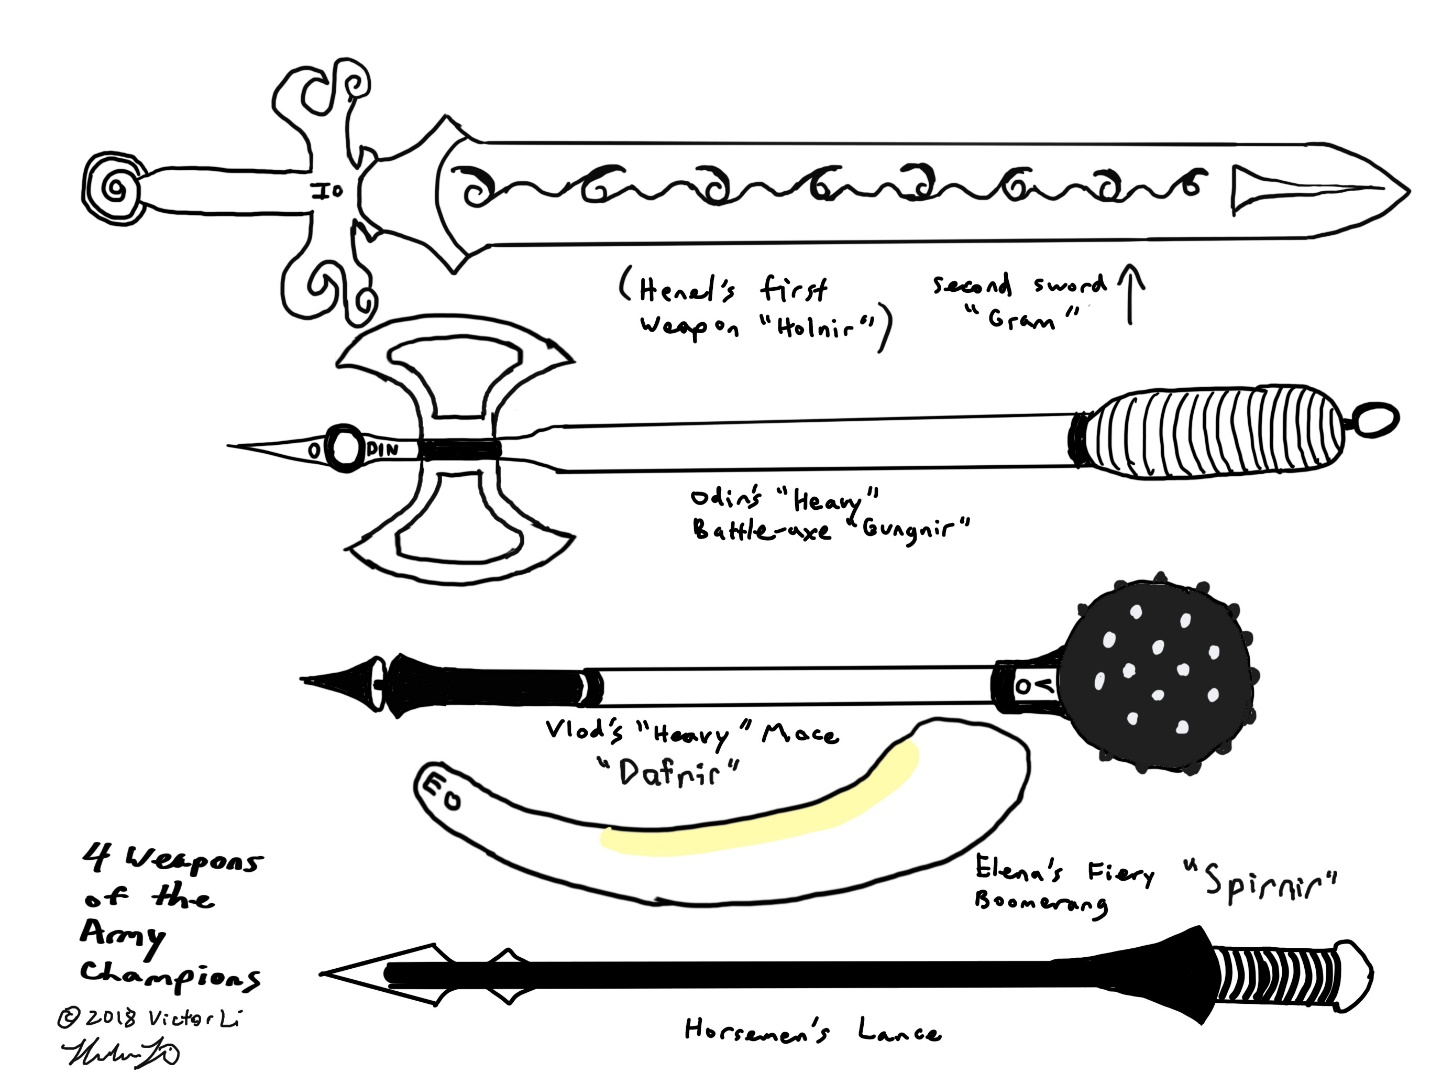 IO
(Henel's first
Weapon "Holnir")
second sword ↑
"Gram"
O DIN
Odin's "Heavy"
Battle-axe "Gungnir"
OV
Vlod's "Heavy" Mace
"Dafnir"
EO
Elena's Fiery "Spirnir"
Boomerang
4 Weapons
of the
Army
Champions
© 2018 Victor Li
Horsemen's Lance